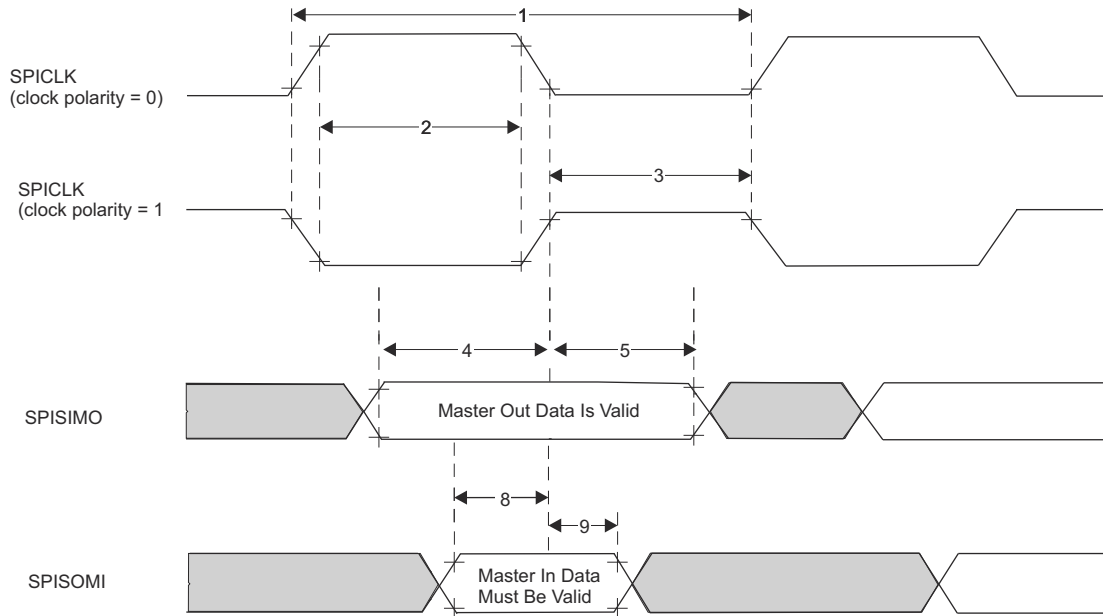 1
SPICLK
(clock polarity = 0)
2
3
SPICLK
(clock polarity = 1
4
5
SPISIMO
Master Out Data Is Valid
8
9
SPISOMI
Master In Data
Must Be Valid